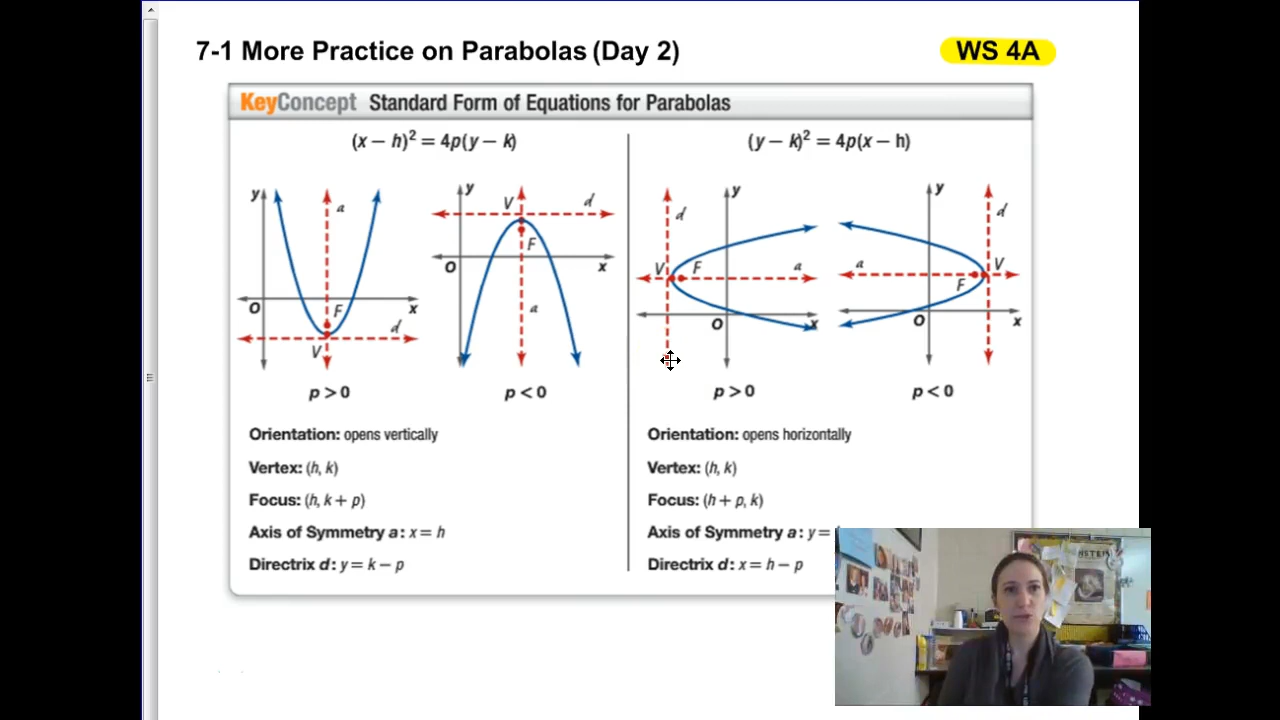 7-1 More Practice on Parabolas (Day 2)
WS 4A
KeyConcept Standard Form of Equations for Parabolas
(x – h)² = 4p(y – k)
(y – k)² = 4p(x – h)
y a O F x d V
y V d F O x a
y d V F a O x
y d a V F O x
p > 0
p < 0
p > 0
p < 0
Orientation: opens vertically
Vertex: (h, k)
Focus: (h, k + p)
Axis of Symmetry a: x = h
Directrix d: y = k – p
Orientation: opens horizontally
Vertex: (h, k)
Focus: (h + p, k)
Axis of Symmetry a: y =
Directrix d: x = h – p